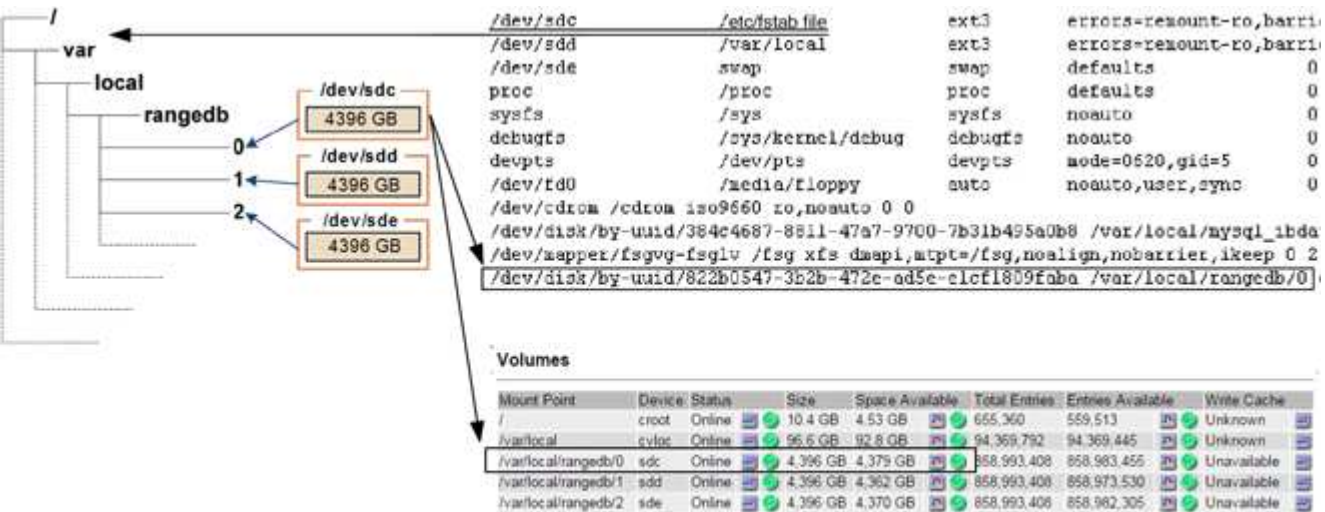 /
var
local
rangedb
0
1
2
/dev/sdc
4396 GB
/dev/sdd
4396 GB
/dev/sde
4396 GB
/dev/sdc /etc/fstab file ext3 errors=remount-ro,barri
/dev/sdd /var/local ext3 errors=remount-ro,barri
/dev/sde swap swap defaults 0
proc /proc proc defaults 0
sysfs /sys sysfs noauto 0
debugfs /sys/kernel/debug debugfs noauto 0
devpts /dev/pts devpts mode=0620,gid=5 0
/dev/fd0 /media/floppy auto noauto,user,sync 0
/dev/cdrom /cdrom iso9660 ro,noauto 0 0
/dev/disk/by-uuid/384c4687-8811-47a7-9700-7b31b495a0b8 /var/local/mysql_ibda
/dev/mapper/fsgvg-fsglv /fsg xfs dmapi,mtpt=/fsg,noalign,nobarrier,ikeep 0 2
/dev/disk/by-uuid/822b0547-3b2b-472e-ad5e-e1cf1809faba /var/local/rangedb/0
Volumes
Mount Point Device Status Size Space Available Total Entries Entries Available Write Cache
/ croot Online 10.4 GB 4.53 GB 655,360 559,513 Unknown
/var/local cvloc Online 96.6 GB 92.8 GB 94,369,792 94,369,445 Unknown
/var/local/rangedb/0 sdc Online 4,396 GB 4,379 GB 858,993,408 858,983,455 Unavailable
/var/local/rangedb/1 sdd Online 4,396 GB 4,362 GB 858,993,408 858,973,530 Unavailable
/var/local/rangedb/2 sde Online 4,396 GB 4,370 GB 858,993,408 858,982,305 Unavailable